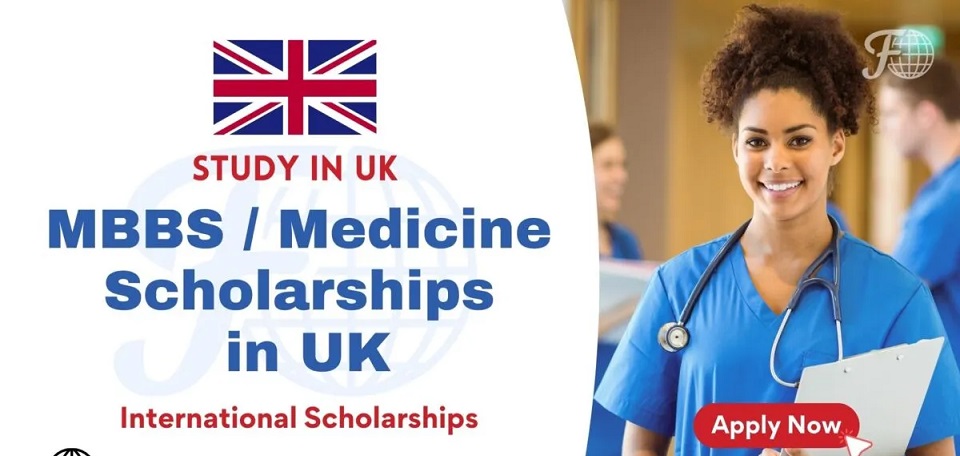 STUDY IN UK
MBBS / Medicine
Scholarships
in UK
International Scholarships
F
Apply Now